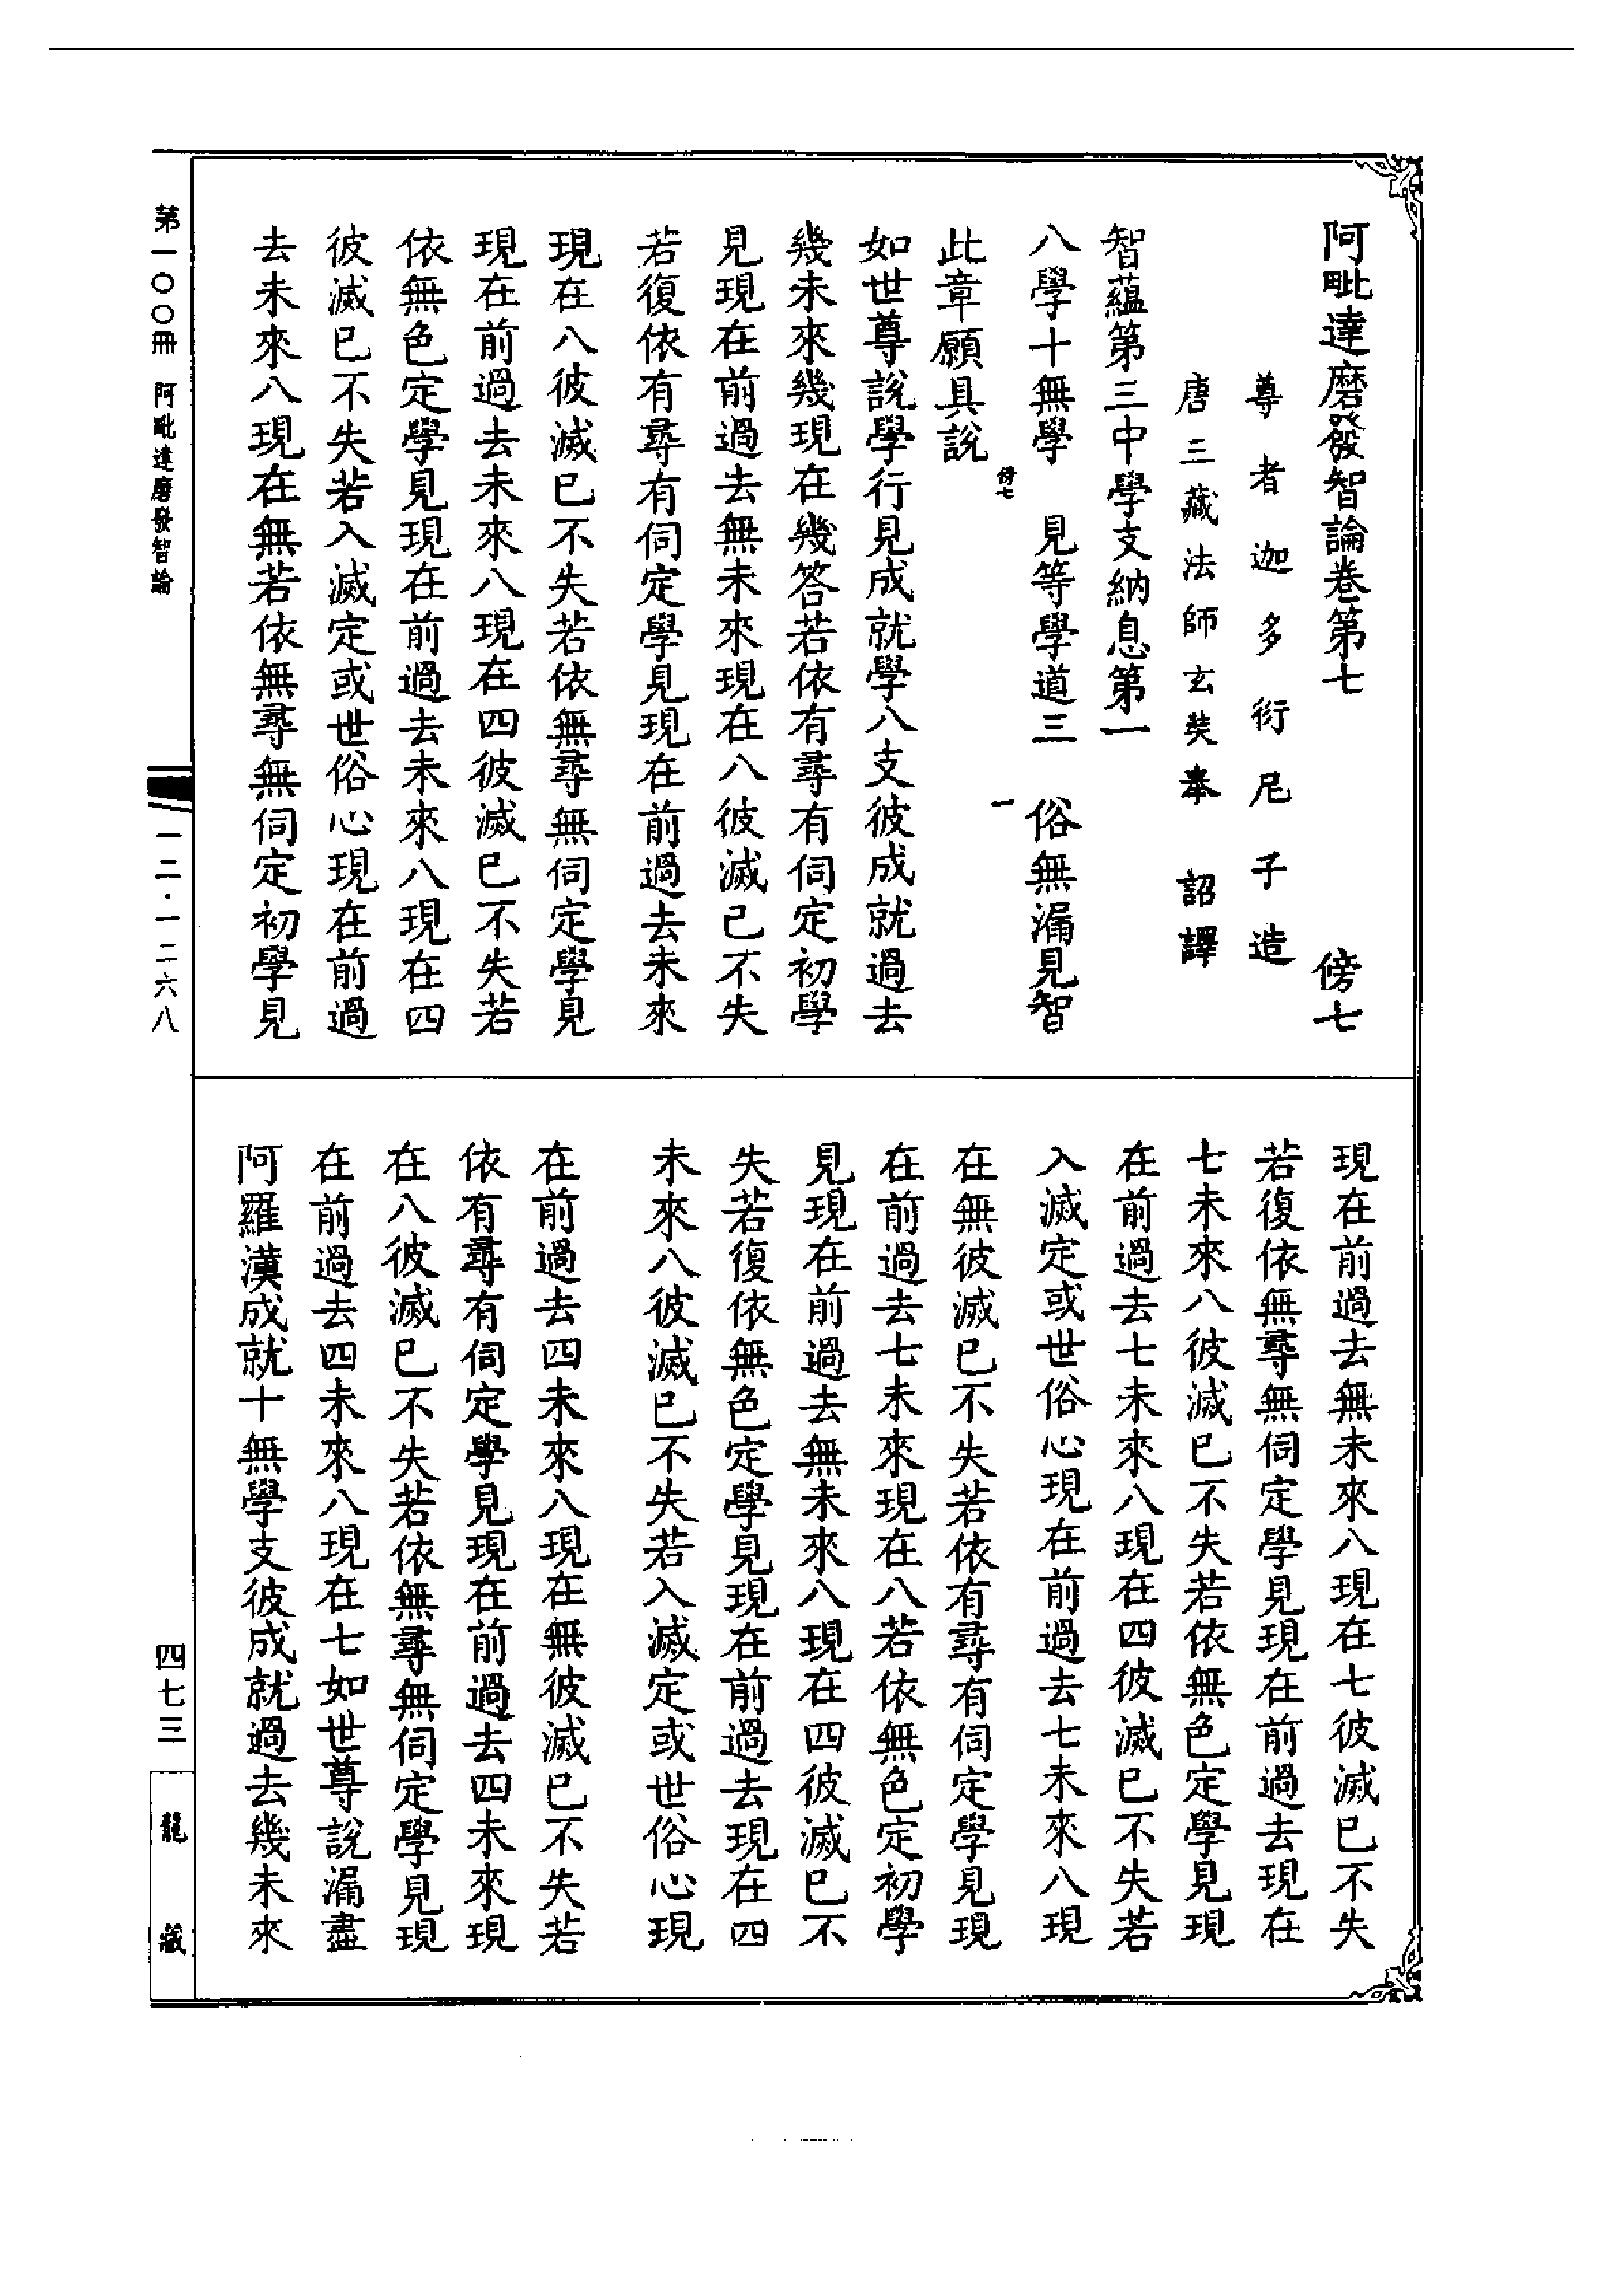 阿毗達磨發智論卷第七 傍七
尊者迦多衍尼子造
唐三藏法師玄奘奉 詔譯
智蘊第三中學支納息第一
八學十無學 見等學道三 俗無漏見智
傍七 一
此章願具說
如世尊說學行見成就學八支彼成就過去
幾未來幾現在幾答若依有尋有伺定初學
見現在前過去無未來現在八彼滅已不失
若復依有尋有伺定學見現在前過去未來
現在八彼滅已不失若依無尋無伺定學見
現在前過去未來八現在四彼滅已不失若
依無色定學見現在前過去未來八現在四
彼滅已不失若入滅定或世俗心現在前過
去未來八現在無若依無尋無伺定初學見
現在前過去無未來八現在七彼滅已不失
若復依無尋無伺定學見現在前過去現在
七未來八彼滅已不失若依無色定學見現
在前過去七未來八現在四彼滅已不失若
入滅定或世俗心現在前過去七未來八現
在無彼滅已不失若依有尋有伺定學見現
在前過去七未來現在八若依無色定初學
見現在前過去無未來八現在四彼滅已不
失若復依無色定學見現在前過去現在四
未來八彼滅已不失若入滅定或世俗心現
在前過去四未來八現在無彼滅已不失若
依有尋有伺定學見現在前過去四未來現
在八彼滅已不失若依無尋無伺定學見現
在前過去四未來八現在七如世尊說漏盡
阿羅漢成就十無學支彼成就過去幾未來
第一〇〇冊 阿毗達磨發智論
一二·一二六八
四七三
龍藏